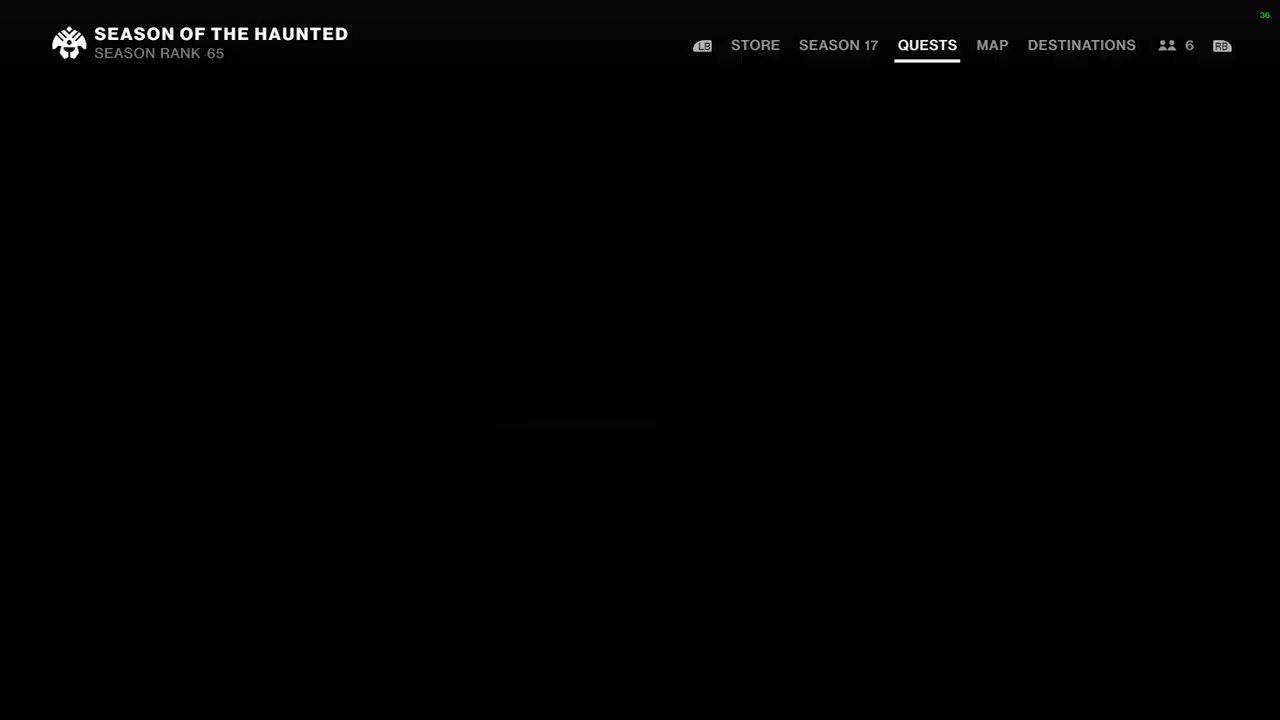 36
SEASON OF THE HAUNTED
SEASON RANK 65
LB STORE SEASON 17 QUESTS MAP DESTINATIONS 6 RB